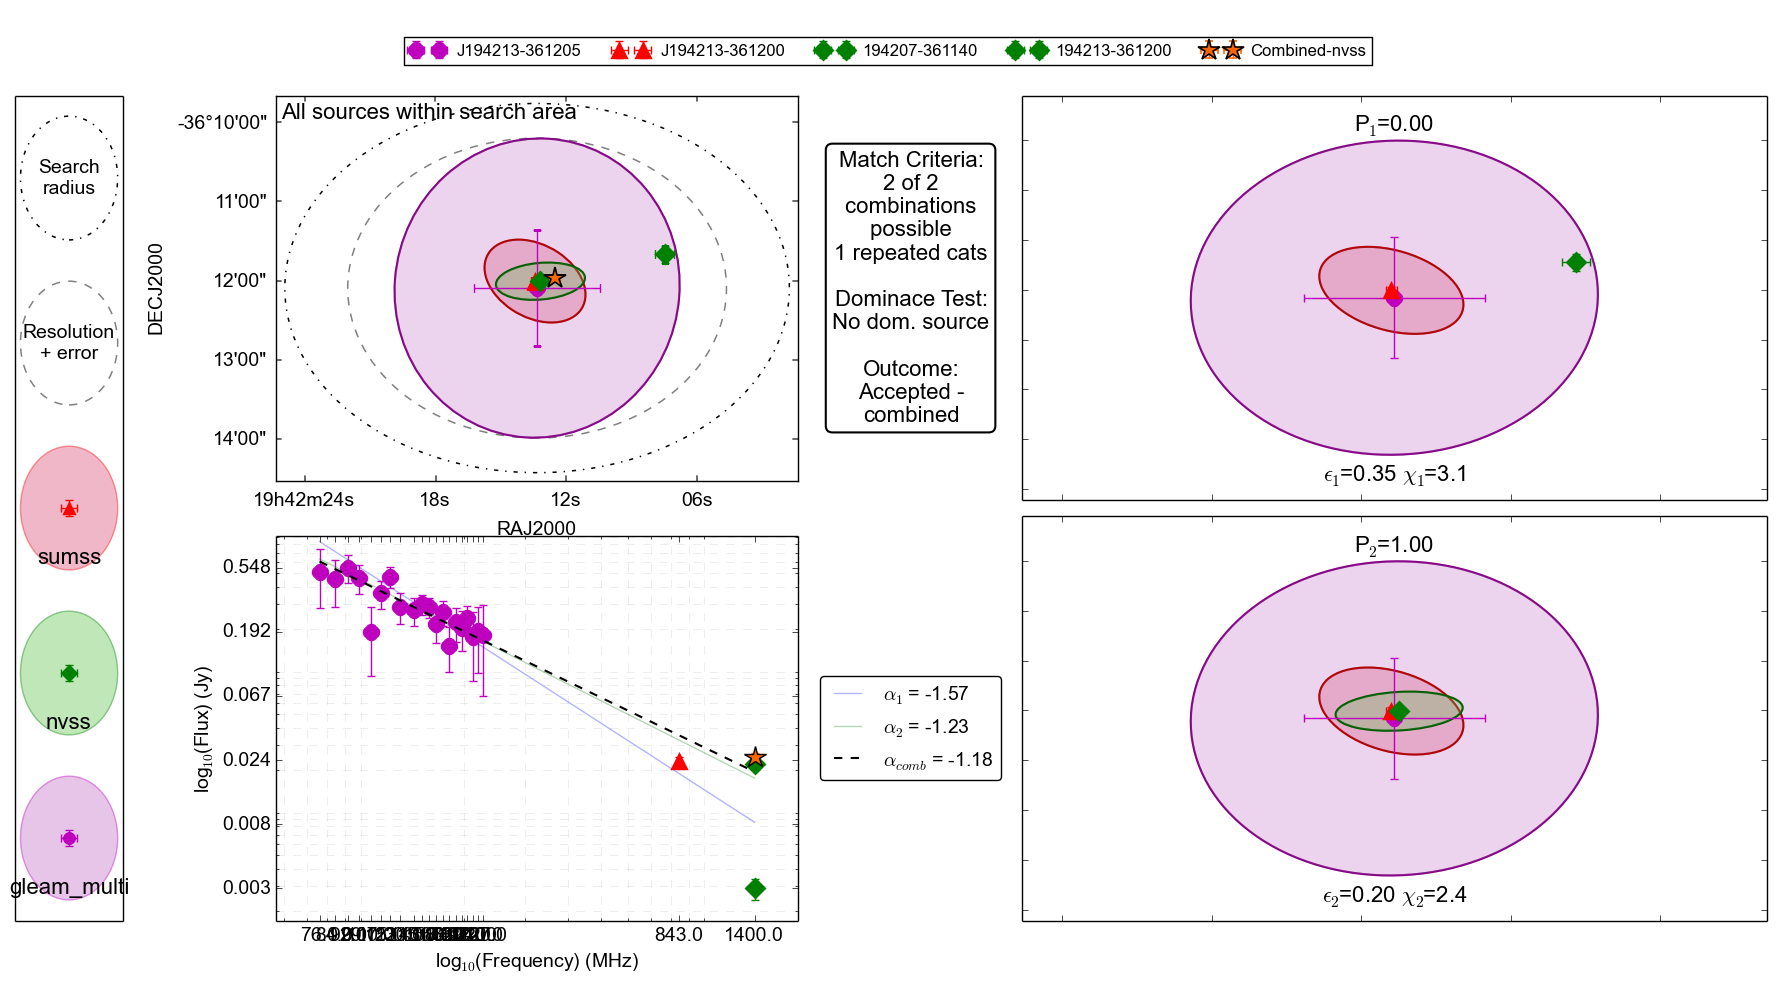 J194213-361205 J194213-361200 194207-361140 194213-361200 Combined-nvss
Search
radius
Resolution
+ error
sumss
nvss
gleam_multi
All sources within search area
-36°10'00"
11'00"
12'00"
13'00"
14'00"
DECJ2000
19h42m24s 18s 12s 06s
RAJ2000
Match Criteria:
2 of 2
combinations
possible
1 repeated cats
Dominace Test:
No dom. source
Outcome:
Accepted -
combined
P1=0.00
ϵ1=0.35 χ1=3.1
0.548
0.192
0.067
0.024
0.008
0.003
log10(Flux) (Jy)
843.0 1400.0
log10(Frequency) (MHz)
α1 = -1.57
α2 = -1.23
αcomb = -1.18
P2=1.00
ϵ2=0.20 χ2=2.4